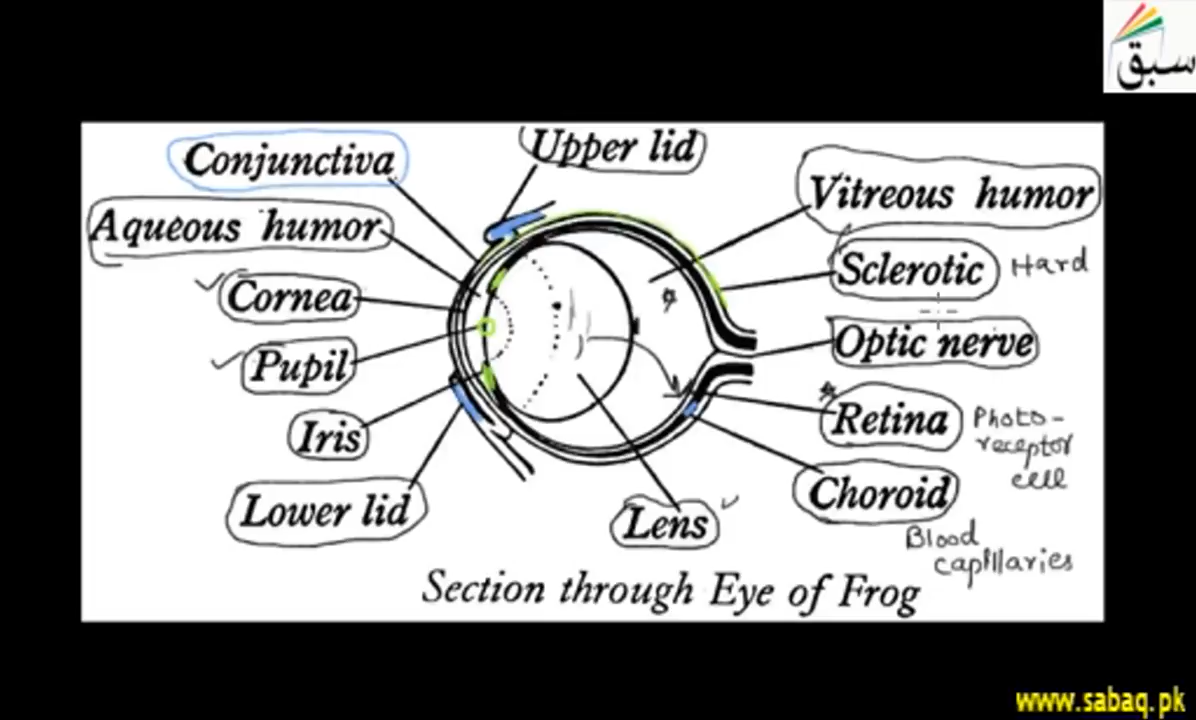 سبق
Conjunctiva
Upper lid
Vitreous humor
Aqueous humor
Sclerotic
Hard
Cornea
Optic nerve
Pupil
Retina
Photo-
receptor
cell
Iris
Choroid
Lower lid
Lens
Blood
capillaries
Section through Eye of Frog
www.sabaq.pk